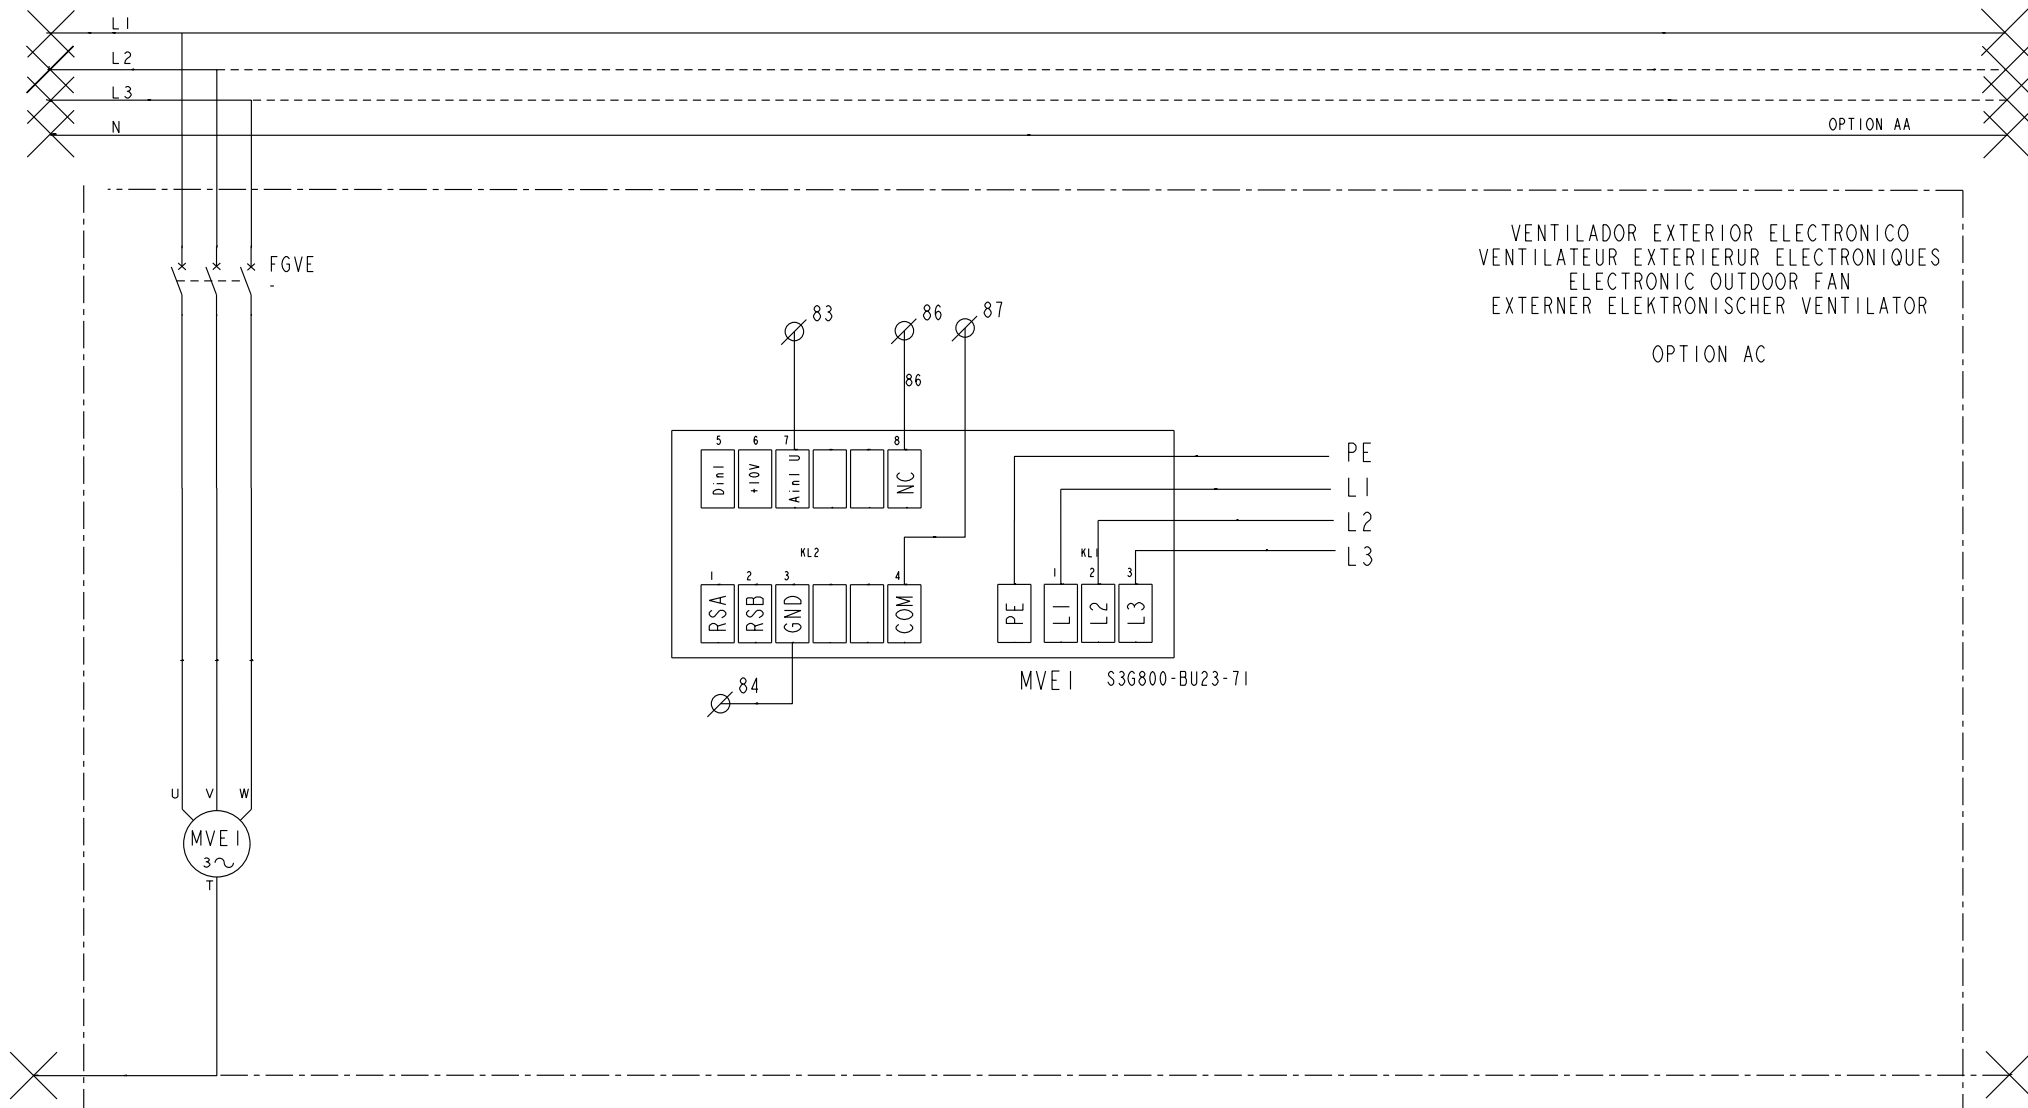 L1
L2
L3
N
OPTION AA
VENTILADOR EXTERIOR ELECTRONICO
VENTILATEUR EXTERIERUR ELECTRONIQUES
ELECTRONIC OUTDOOR FAN
EXTERNER ELEKTRONISCHER VENTILATOR
OPTION AC
FGVE
-
83
86
87
86
5 6 7 8
Din1 +10V Ain1 U NC
PE
L1
L2
L3
KL2
KL1
1 2 3 4
RSA RSB GND COM
1 2 3
PE L1 L2 L3
MVE1 S3G800-BU23-71
84
U V W
MVE1
3~
T